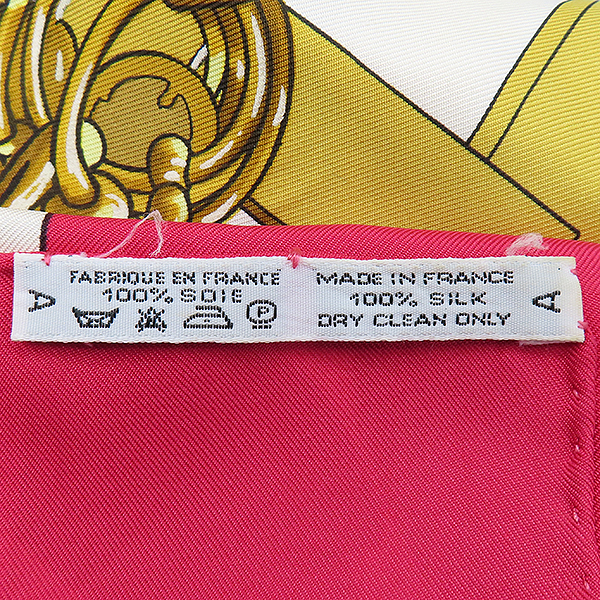 A
FABRIQUE EN FRANCE
100% SOIE
P
MADE IN FRANCE
100% SILK
DRY CLEAN ONLY
A